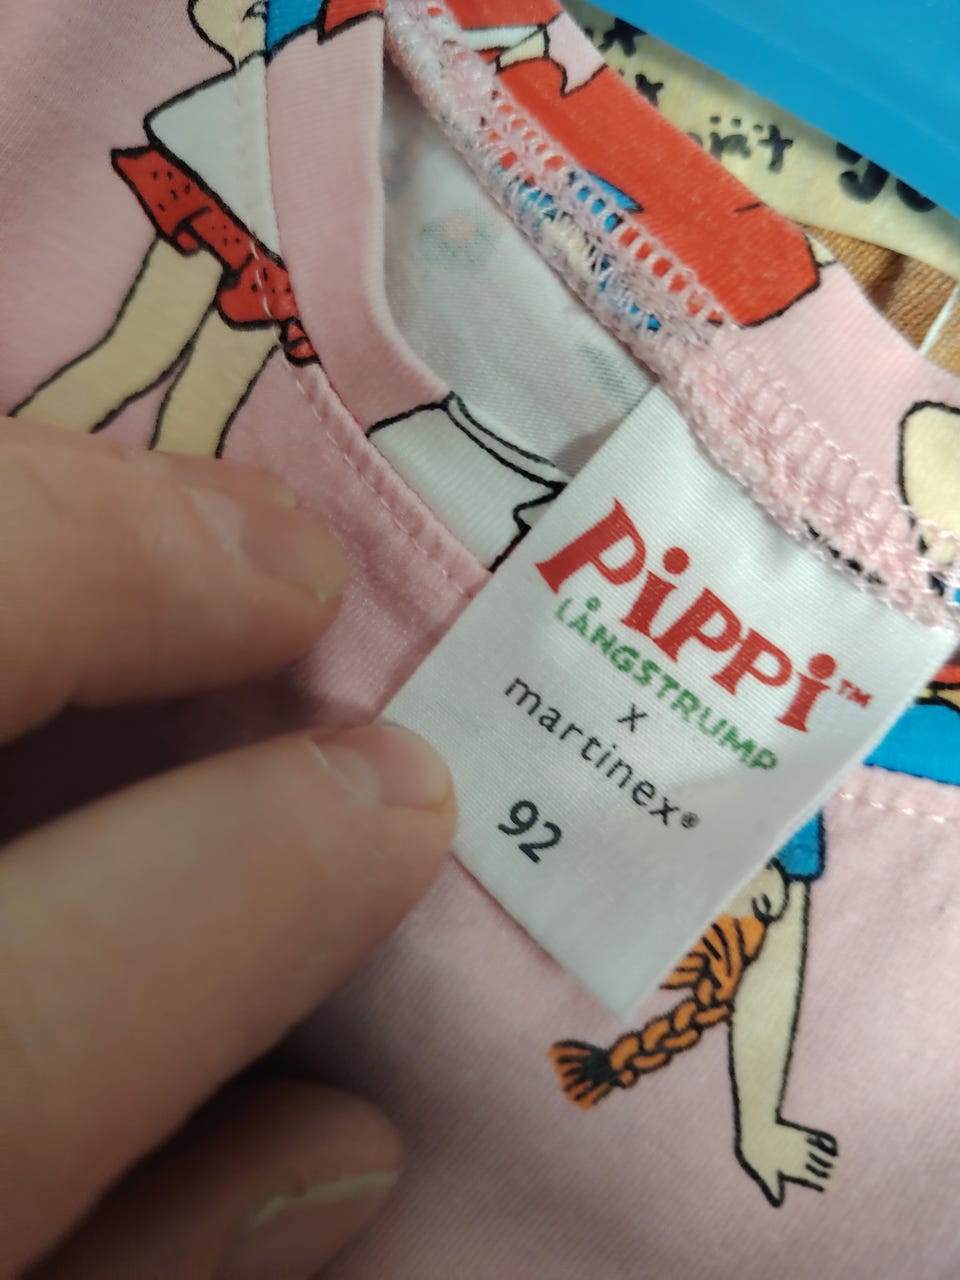 PiPPi™
LÅNGSTRUMP
x
martinex®
92